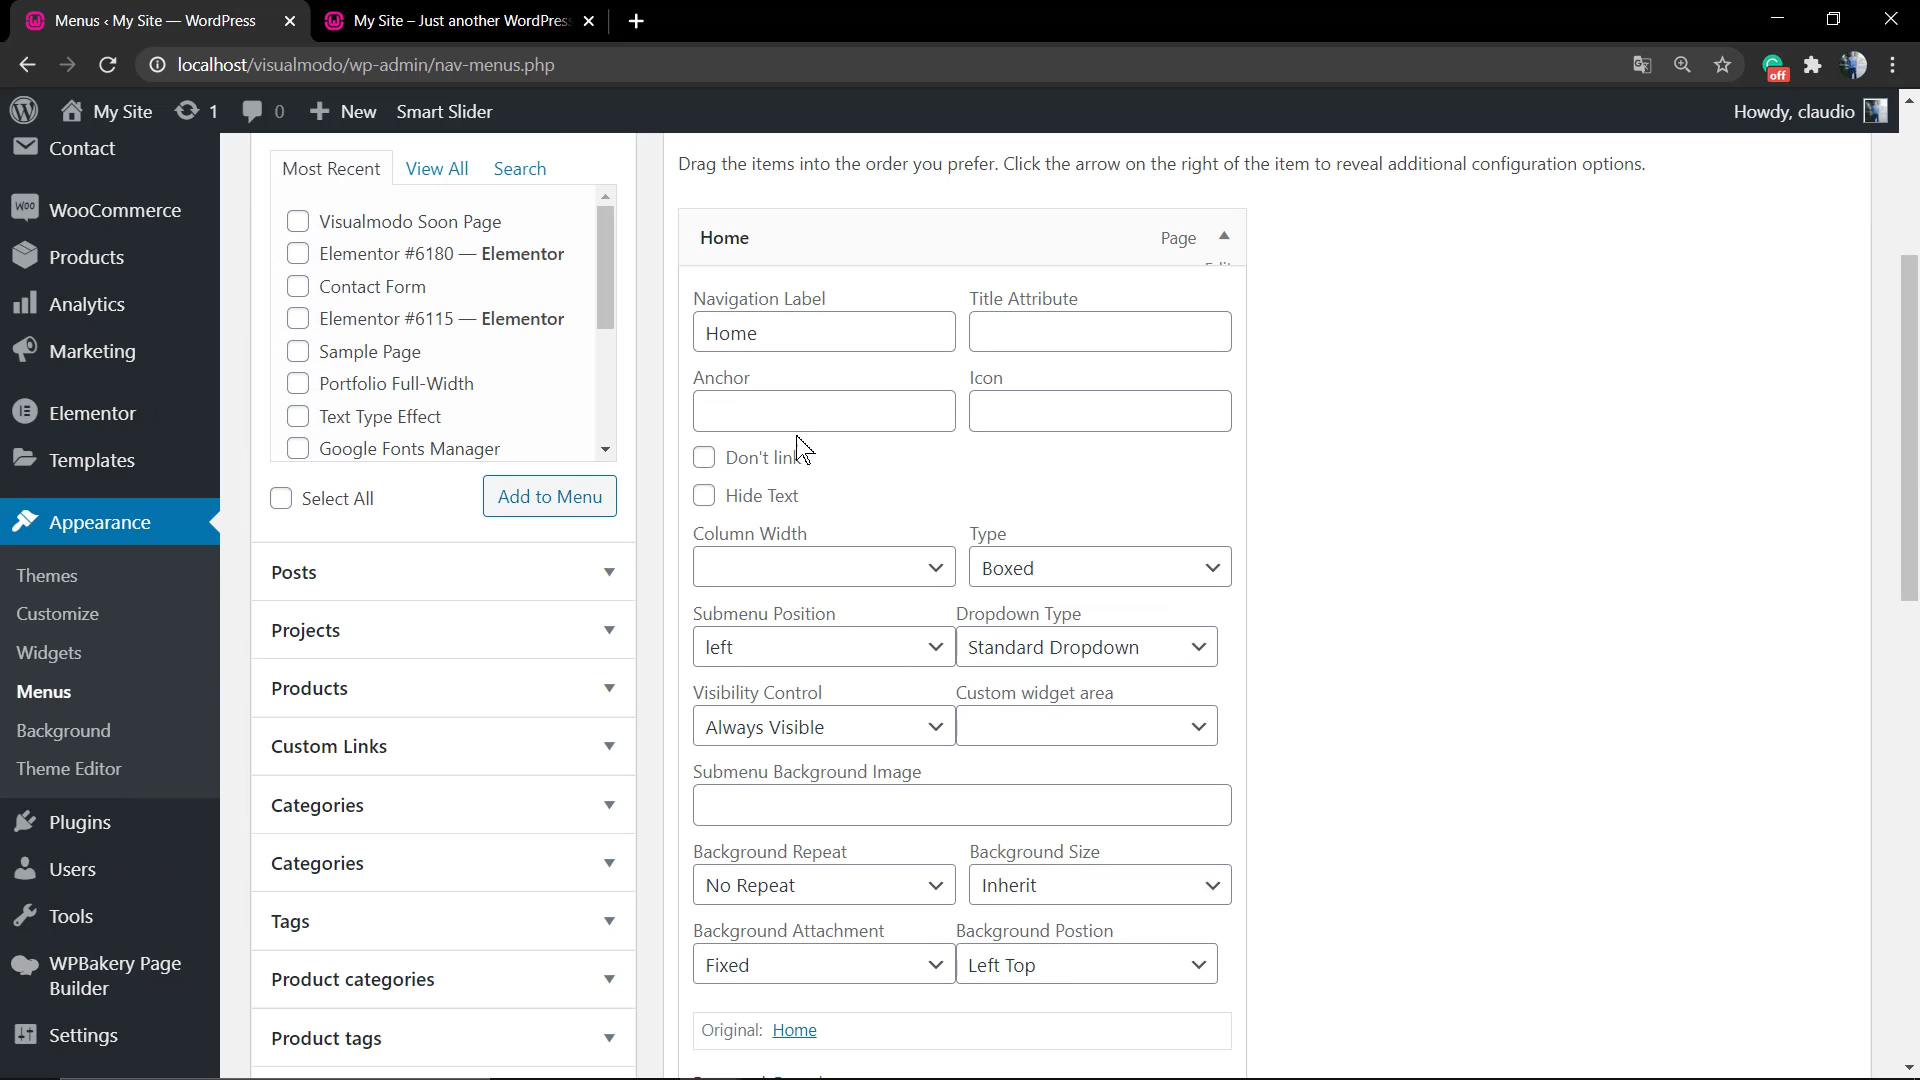 Menus ‹ My Site — WordPress
My Site – Just another WordPress
localhost/visualmodo/wp-admin/nav-menus.php
off
My Site
1
0
New
Smart Slider
Howdy, claudio
Contact
WooCommerce
Products
Analytics
Marketing
Elementor
Templates
Appearance
Themes
Customize
Widgets
Menus
Background
Theme Editor
Plugins
Users
Tools
WPBakery Page
Builder
Settings
Most Recent
View All
Search
Visualmodo Soon Page
Elementor #6180 — Elementor
Contact Form
Elementor #6115 — Elementor
Sample Page
Portfolio Full-Width
Text Type Effect
Google Fonts Manager
Select All
Add to Menu
Posts
Projects
Products
Custom Links
Categories
Categories
Tags
Product categories
Product tags
Drag the items into the order you prefer. Click the arrow on the right of the item to reveal additional configuration options.
Home
Page
Edit
Navigation Label
Title Attribute
Home
Anchor
Icon
Don't link
Hide Text
Column Width
Type
Boxed
Submenu Position
Dropdown Type
left
Standard Dropdown
Visibility Control
Custom widget area
Always Visible
Submenu Background Image
Background Repeat
Background Size
No Repeat
Inherit
Background Attachment
Background Postion
Fixed
Left Top
Original: Home